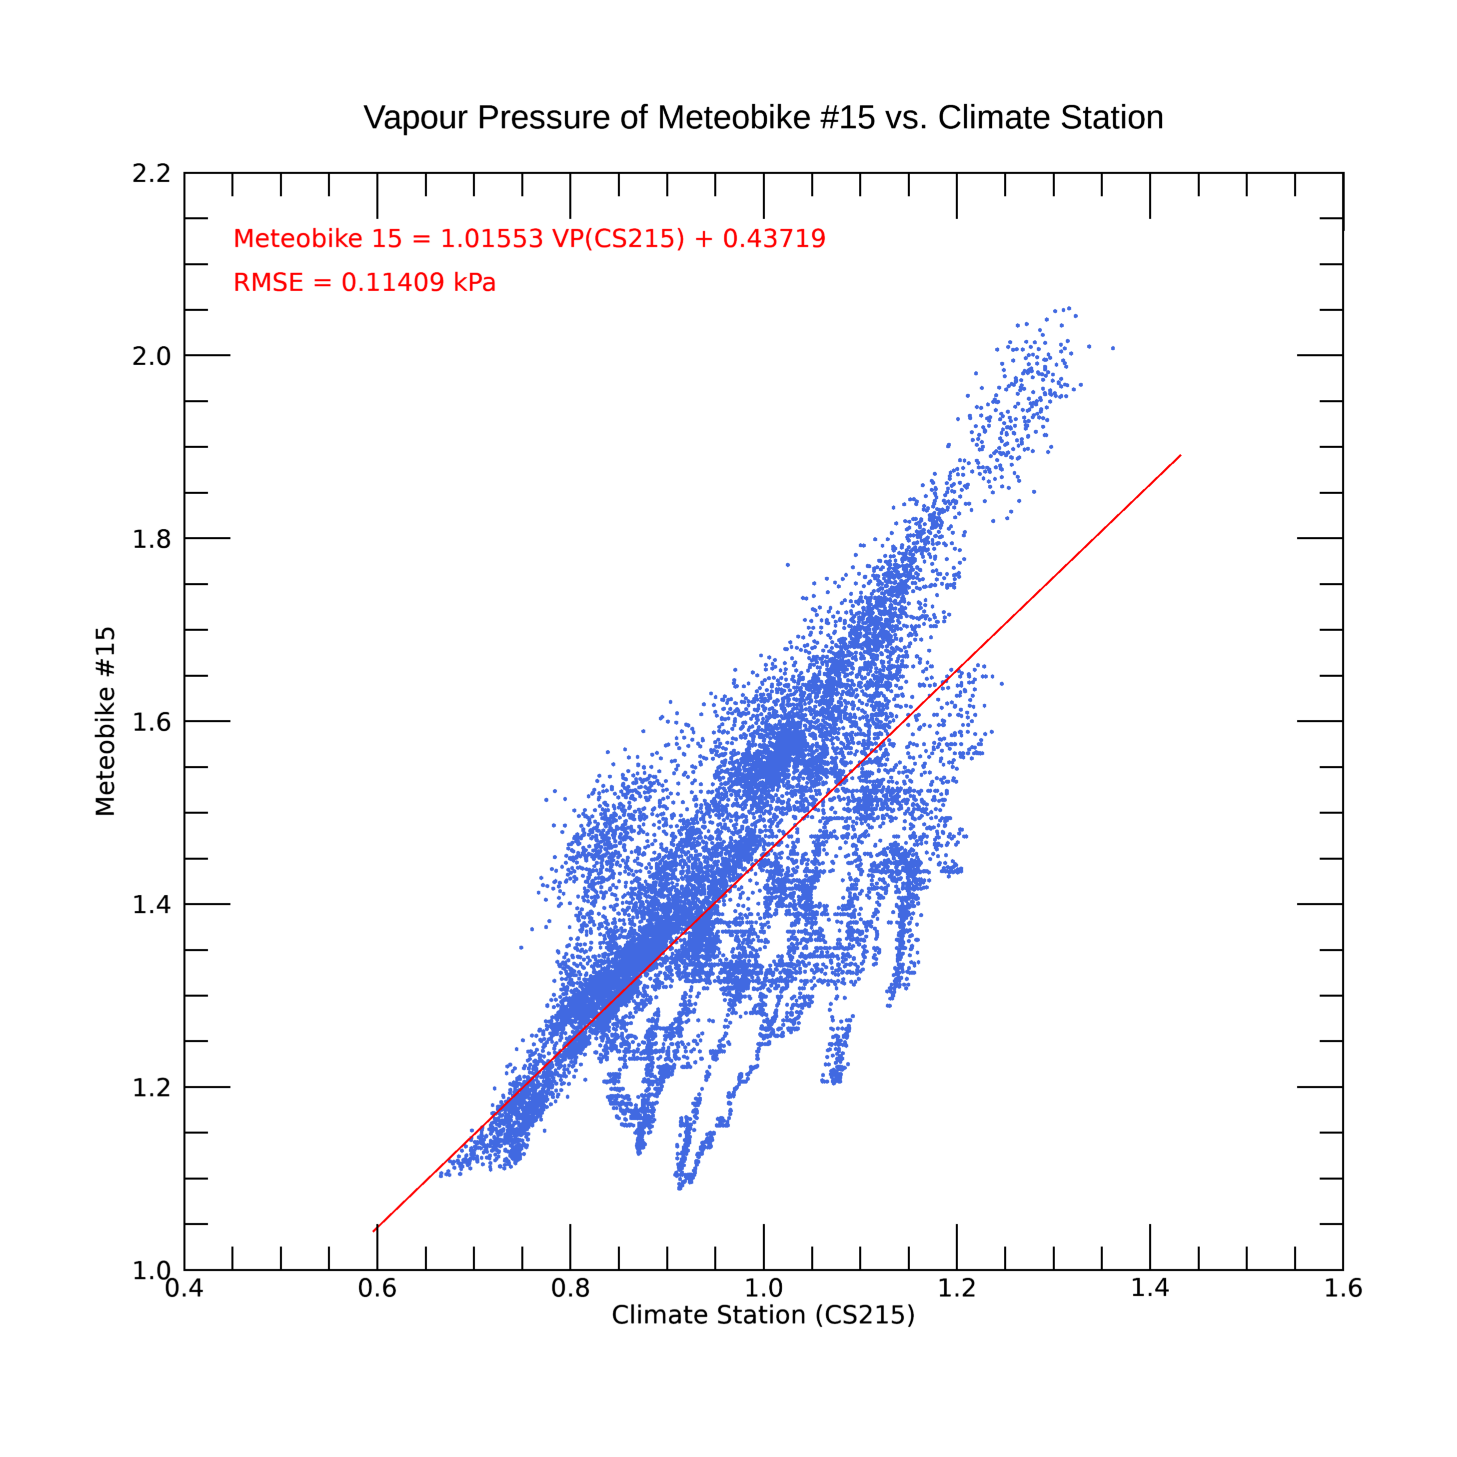 Vapour Pressure of Meteobike #15 vs. Climate Station
2.2
Meteobike 15 = 1.01553 VP(CS215) + 0.43719
RMSE = 0.11409 kPa
2.0
1.8
Meteobike #15
1.6
1.4
1.2
1.0
0.4 0.6 0.8 1.0 1.2 1.4 1.6
Climate Station (CS215)